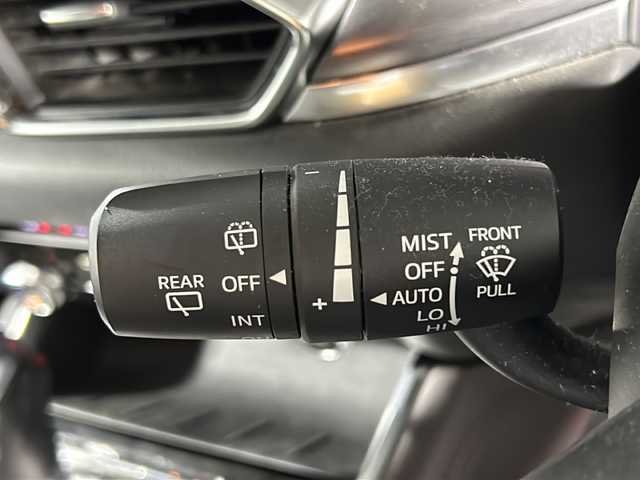 REAR
OFF
INT
− +
MIST
OFF
AUTO
LO
HI
FRONT
PULL